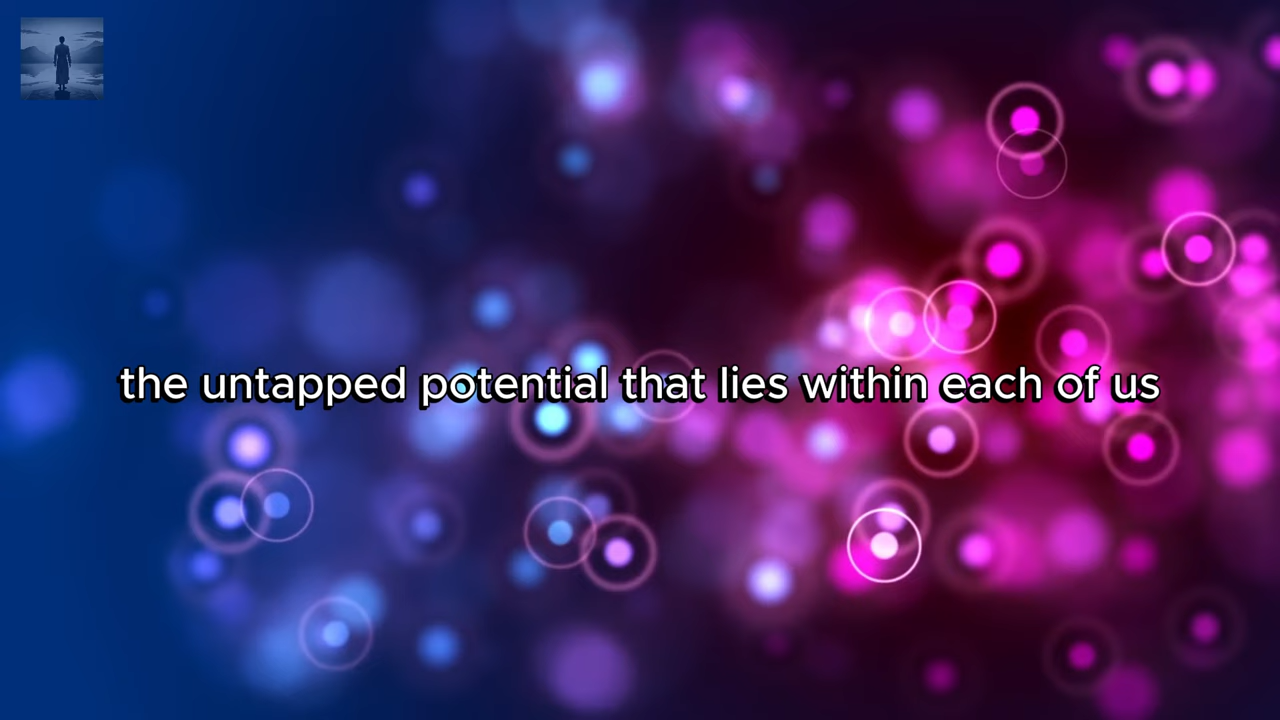 the untapped potential that lies within each of us